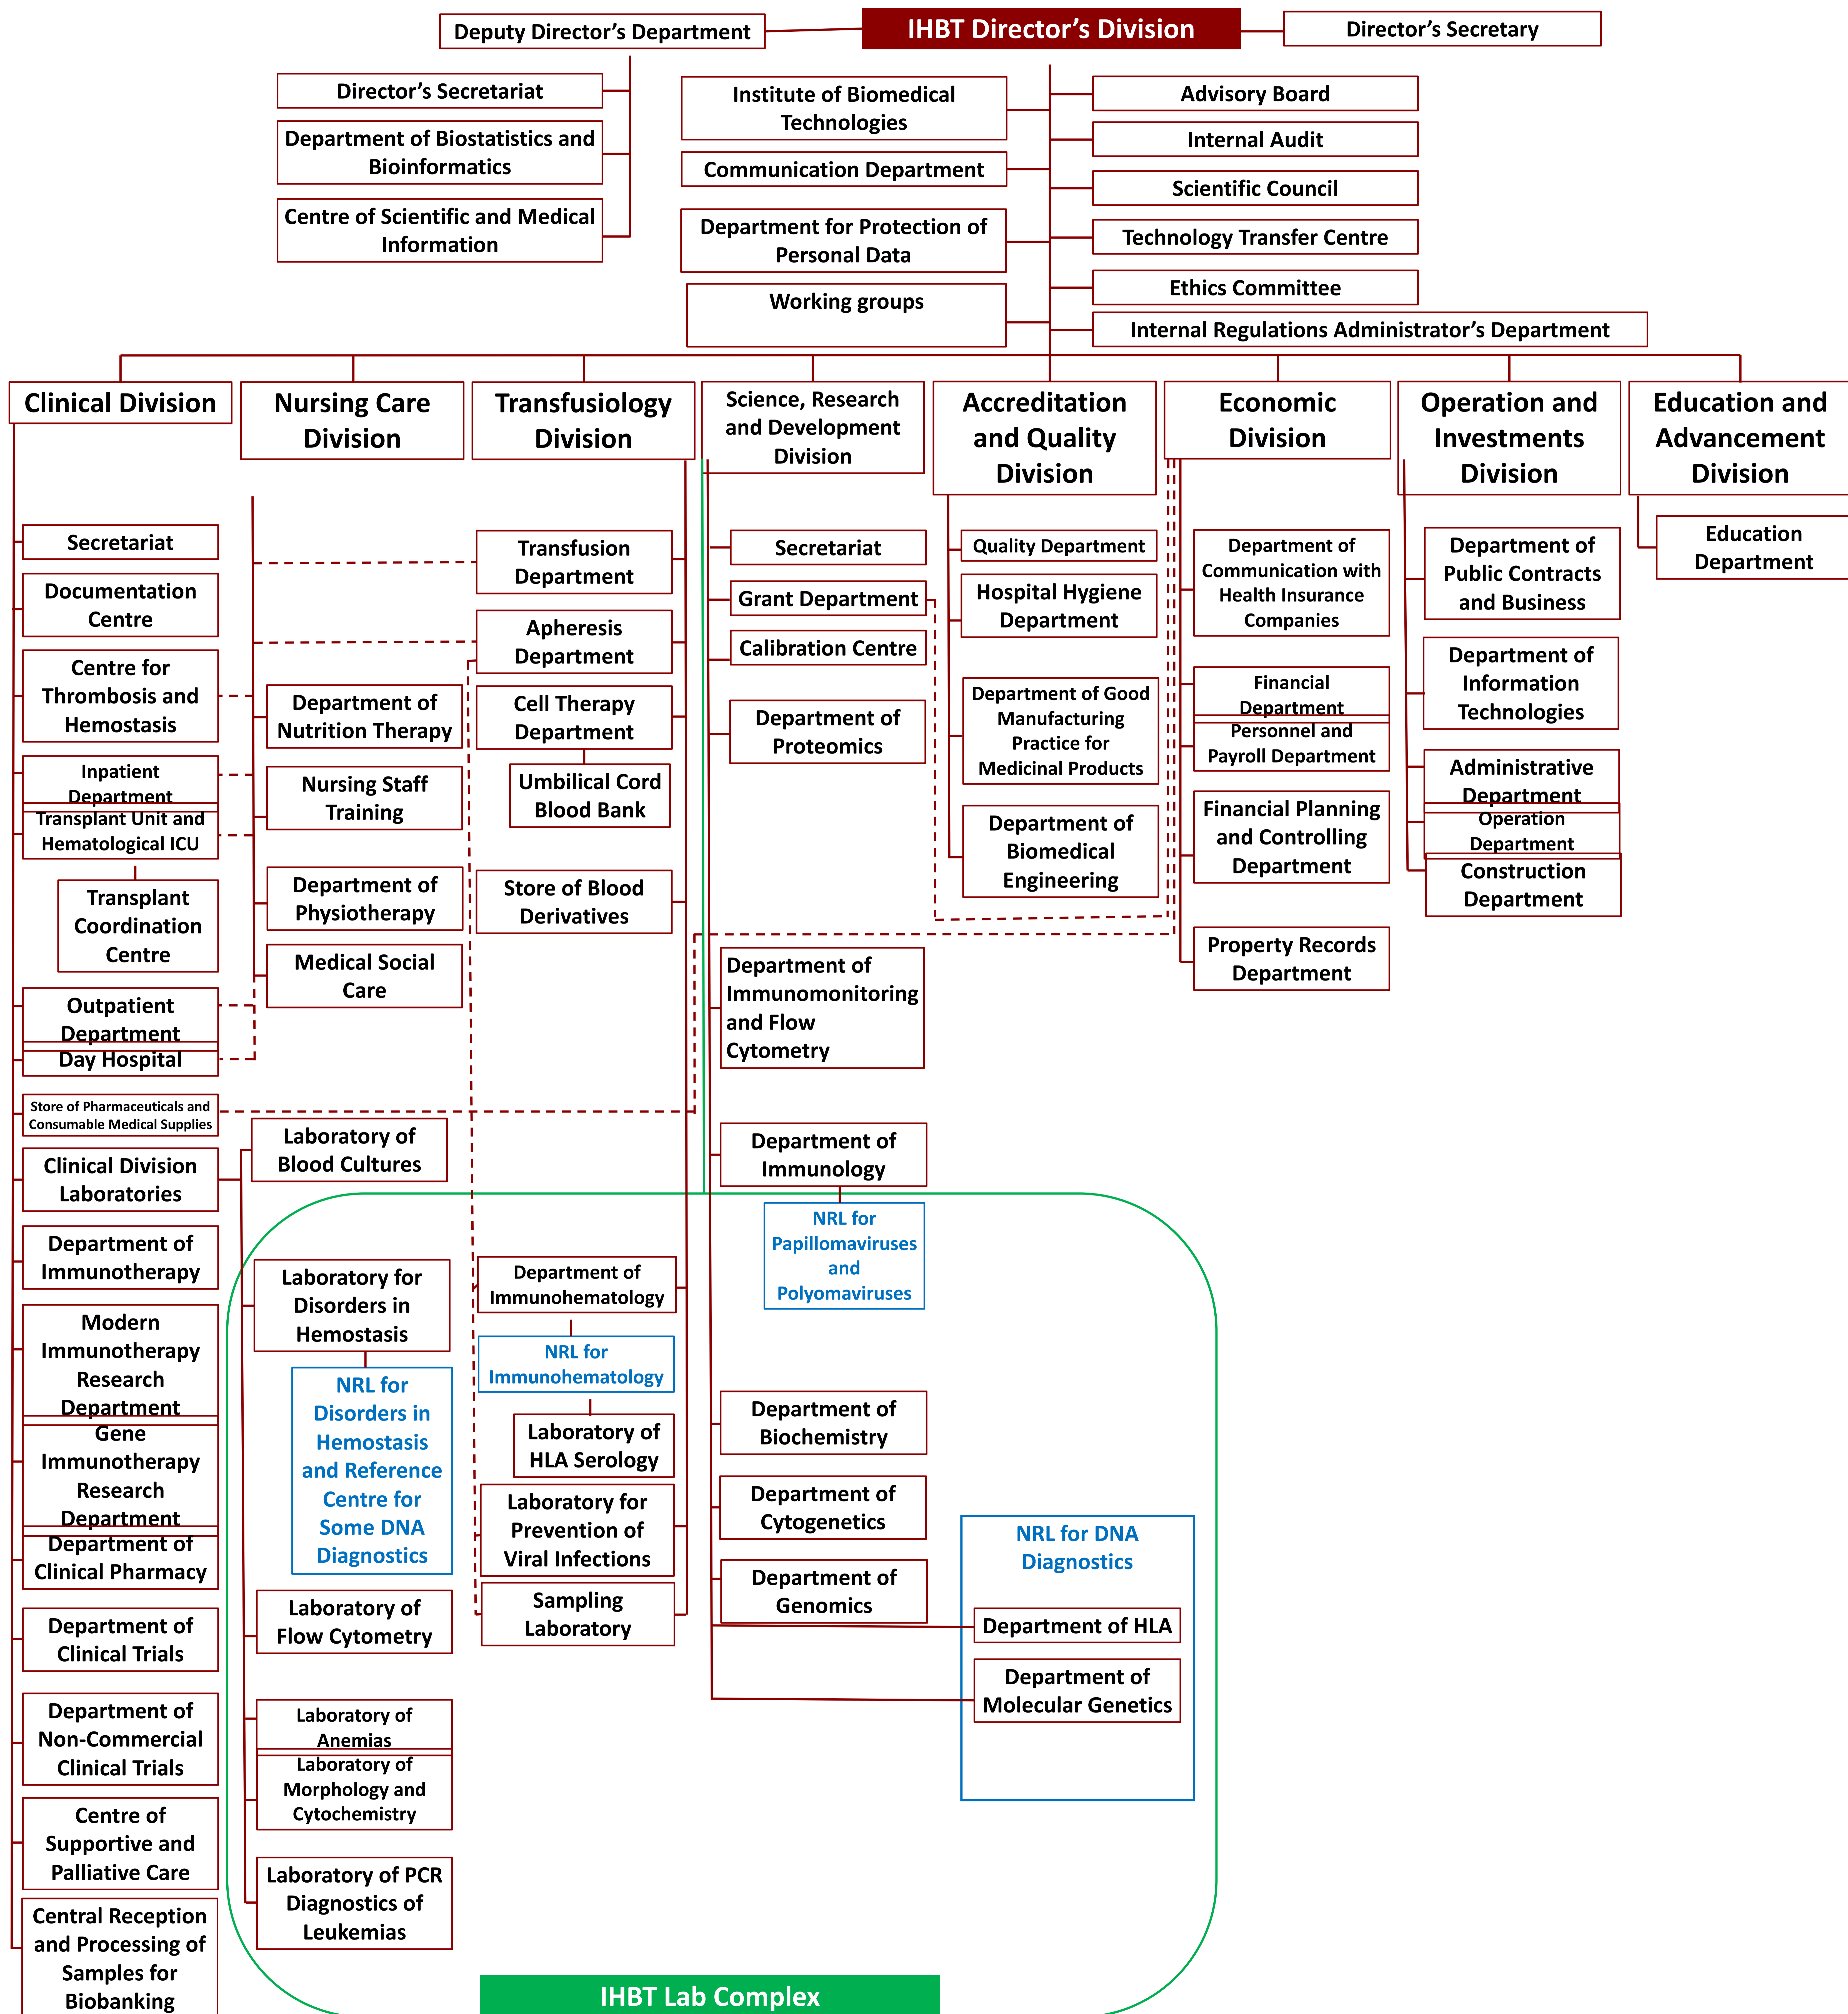 Deputy Director’s Department
IHBT Director’s Division
Director’s Secretary
Director’s Secretariat
Department of Biostatistics and
Bioinformatics
Centre of Scientific and Medical
Information
Institute of Biomedical
Technologies
Communication Department
Department for Protection of
Personal Data
Working groups
Advisory Board
Internal Audit
Scientific Council
Technology Transfer Centre
Ethics Committee
Internal Regulations Administrator’s Department
Clinical Division
Nursing Care
Division
Transfusiology
Division
Science, Research
and Development
Division
Accreditation
and Quality
Division
Economic
Division
Operation and
Investments
Division
Education and
Advancement
Division
Secretariat
Documentation
Centre
Centre for
Thrombosis and
Hemostasis
Inpatient
Department
Transplant Unit and
Hematological ICU
Transplant
Coordination
Centre
Outpatient
Department
Day Hospital
Store of Pharmaceuticals and
Consumable Medical Supplies
Clinical Division
Laboratories
Department of
Immunotherapy
Modern
Immunotherapy
Research
Department
Gene
Immunotherapy
Research
Department
Department of
Clinical Pharmacy
Department of
Clinical Trials
Department of
Non-Commercial
Clinical Trials
Centre of
Supportive and
Palliative Care
Central Reception
and Processing of
Samples for
Biobanking
Department of
Nutrition Therapy
Nursing Staff
Training
Department of
Physiotherapy
Medical Social
Care
Laboratory of
Blood Cultures
Laboratory for
Disorders in
Hemostasis
NRL for
Disorders in
Hemostasis
and Reference
Centre for
Some DNA
Diagnostics
Laboratory of
Flow Cytometry
Laboratory of
Anemias
Laboratory of
Morphology and
Cytochemistry
Laboratory of PCR
Diagnostics of
Leukemias
Transfusion
Department
Apheresis
Department
Cell Therapy
Department
Umbilical Cord
Blood Bank
Store of Blood
Derivatives
Department of
Immunohematology
NRL for
Immunohematology
Laboratory of
HLA Serology
Laboratory for
Prevention of
Viral Infections
Sampling
Laboratory
Secretariat
Grant Department
Calibration Centre
Department of
Proteomics
Department of
Immunomonitoring
and Flow
Cytometry
Department of
Immunology
NRL for
Papillomaviruses
and
Polyomaviruses
Department of
Biochemistry
Department of
Cytogenetics
Department of
Genomics
NRL for DNA
Diagnostics
Department of HLA
Department of
Molecular Genetics
Quality Department
Hospital Hygiene
Department
Department of Good
Manufacturing
Practice for
Medicinal Products
Department of
Biomedical
Engineering
Department of
Communication with
Health Insurance
Companies
Financial
Department
Personnel and
Payroll Department
Financial Planning
and Controlling
Department
Property Records
Department
Department of
Public Contracts
and Business
Department of
Information
Technologies
Administrative
Department
Operation
Department
Construction
Department
Education
Department
IHBT Lab Complex